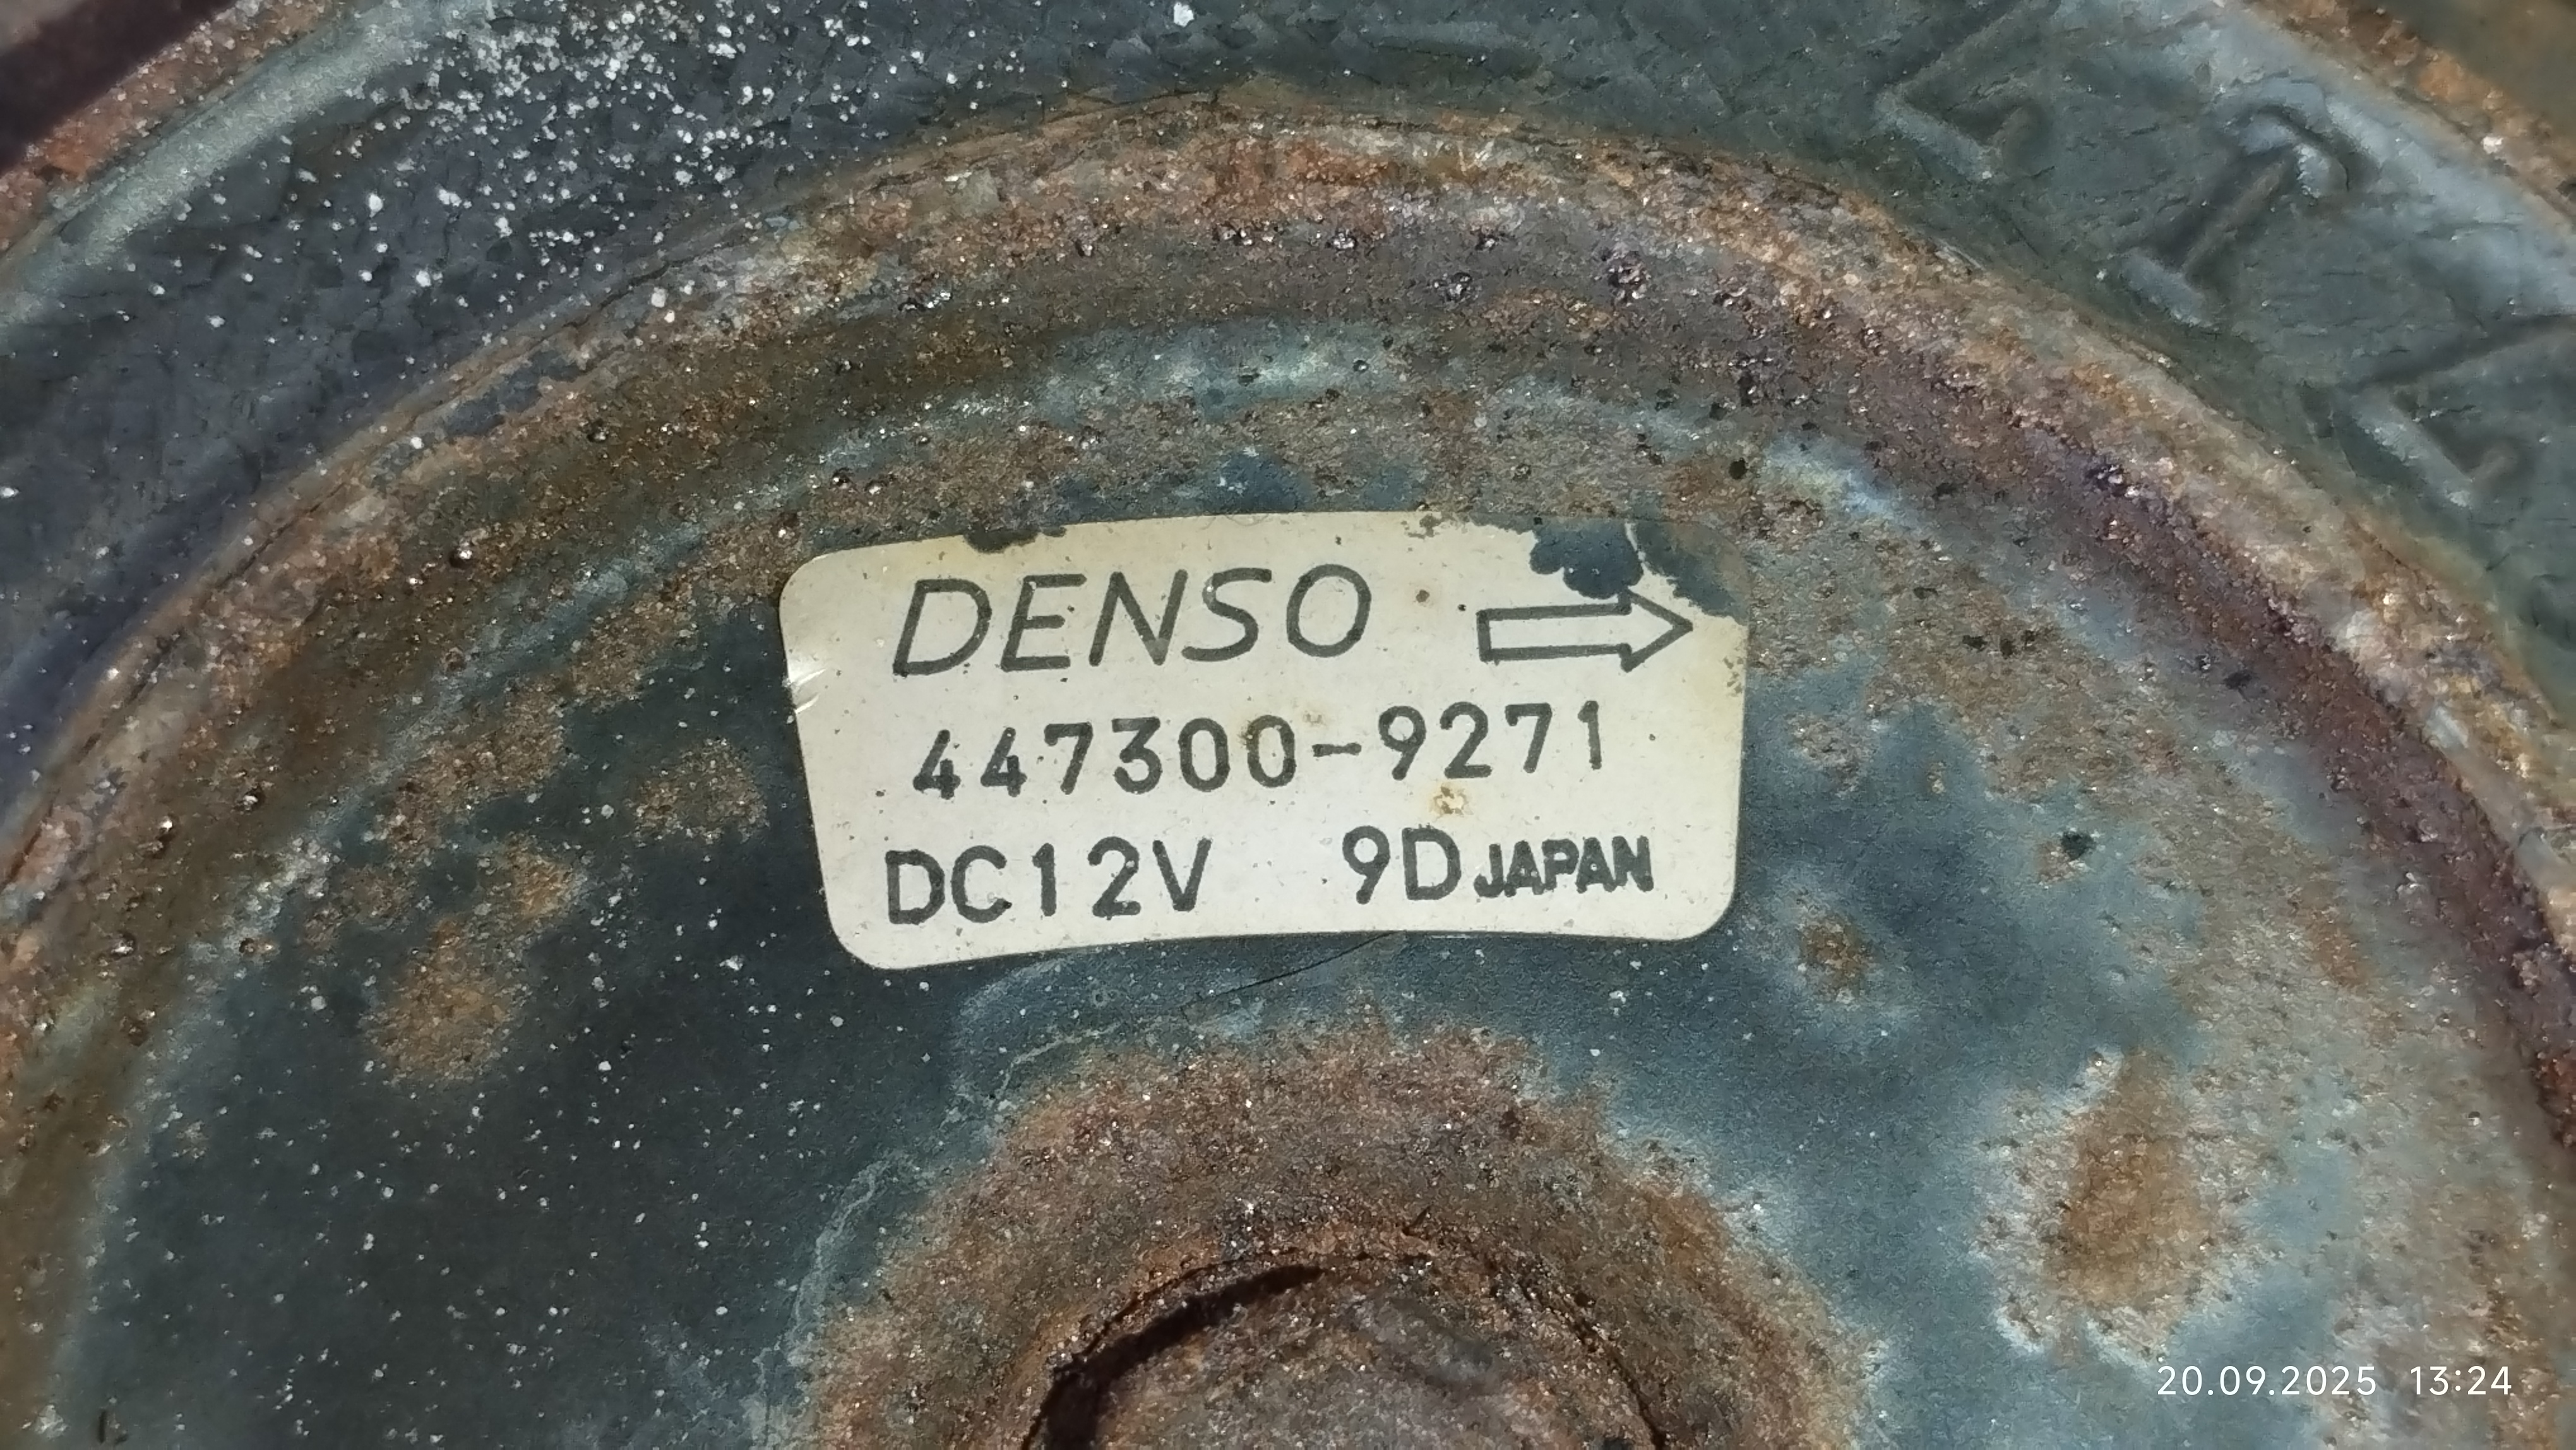 DENSO
447300-9271
DC12V 9D JAPAN
20.09.2025 13:24